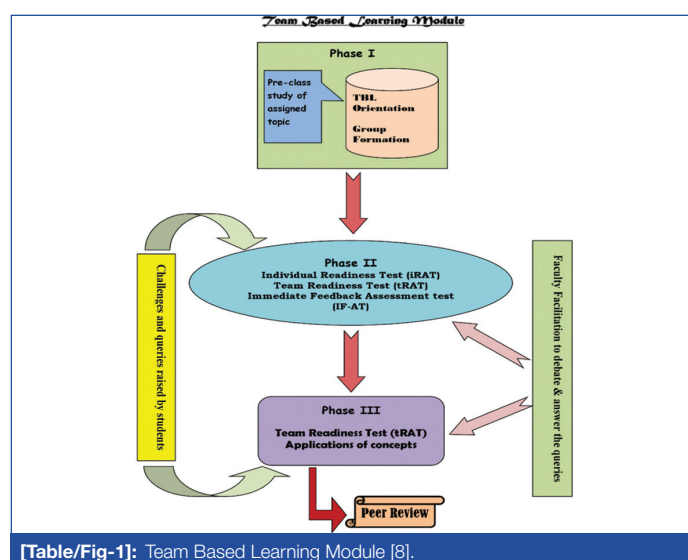 Team Based Learning Module
Phase I
Pre-class
study of
assigned
topic
TBL
Orientation
Group
Formation
Phase II
Individual Readiness Test (iRAT)
Team Readiness Test (tRAT)
Immediate Feedback Assessment test
(IF-AT)
Challenges and queries raised by
students
Faculty Facilitation to debate & answer the queries
Phase III
Team Readiness Test (tRAT)
Applications of concepts
Peer Review
[Table/Fig-1]: Team Based Learning Module [8].